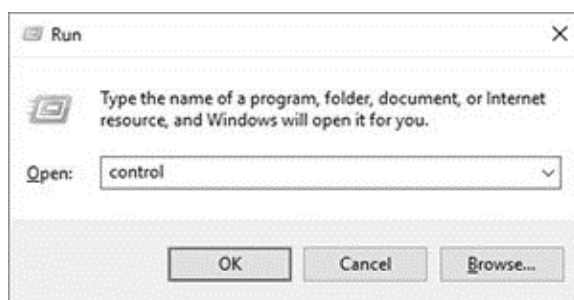 Run
Type the name of a program, folder, document, or Internet
resource, and Windows will open it for you.
Open: control
OK Cancel Browse...